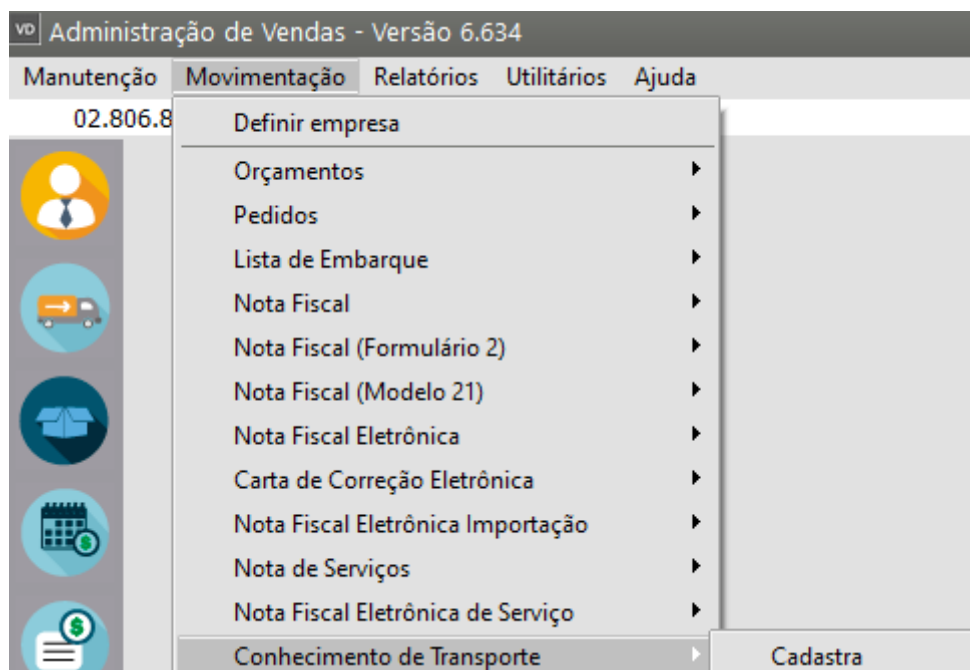 VD Administração de Vendas - Versão 6.634
Manutenção Movimentação Relatórios Utilitários Ajuda
02.806.8
Definir empresa
Orçamentos
Pedidos
Lista de Embarque
Nota Fiscal
Nota Fiscal (Formulário 2)
Nota Fiscal (Modelo 21)
Nota Fiscal Eletrônica
Carta de Correção Eletrônica
Nota Fiscal Eletrônica Importação
Nota de Serviços
Nota Fiscal Eletrônica de Serviço
Conhecimento de Transporte Cadastra